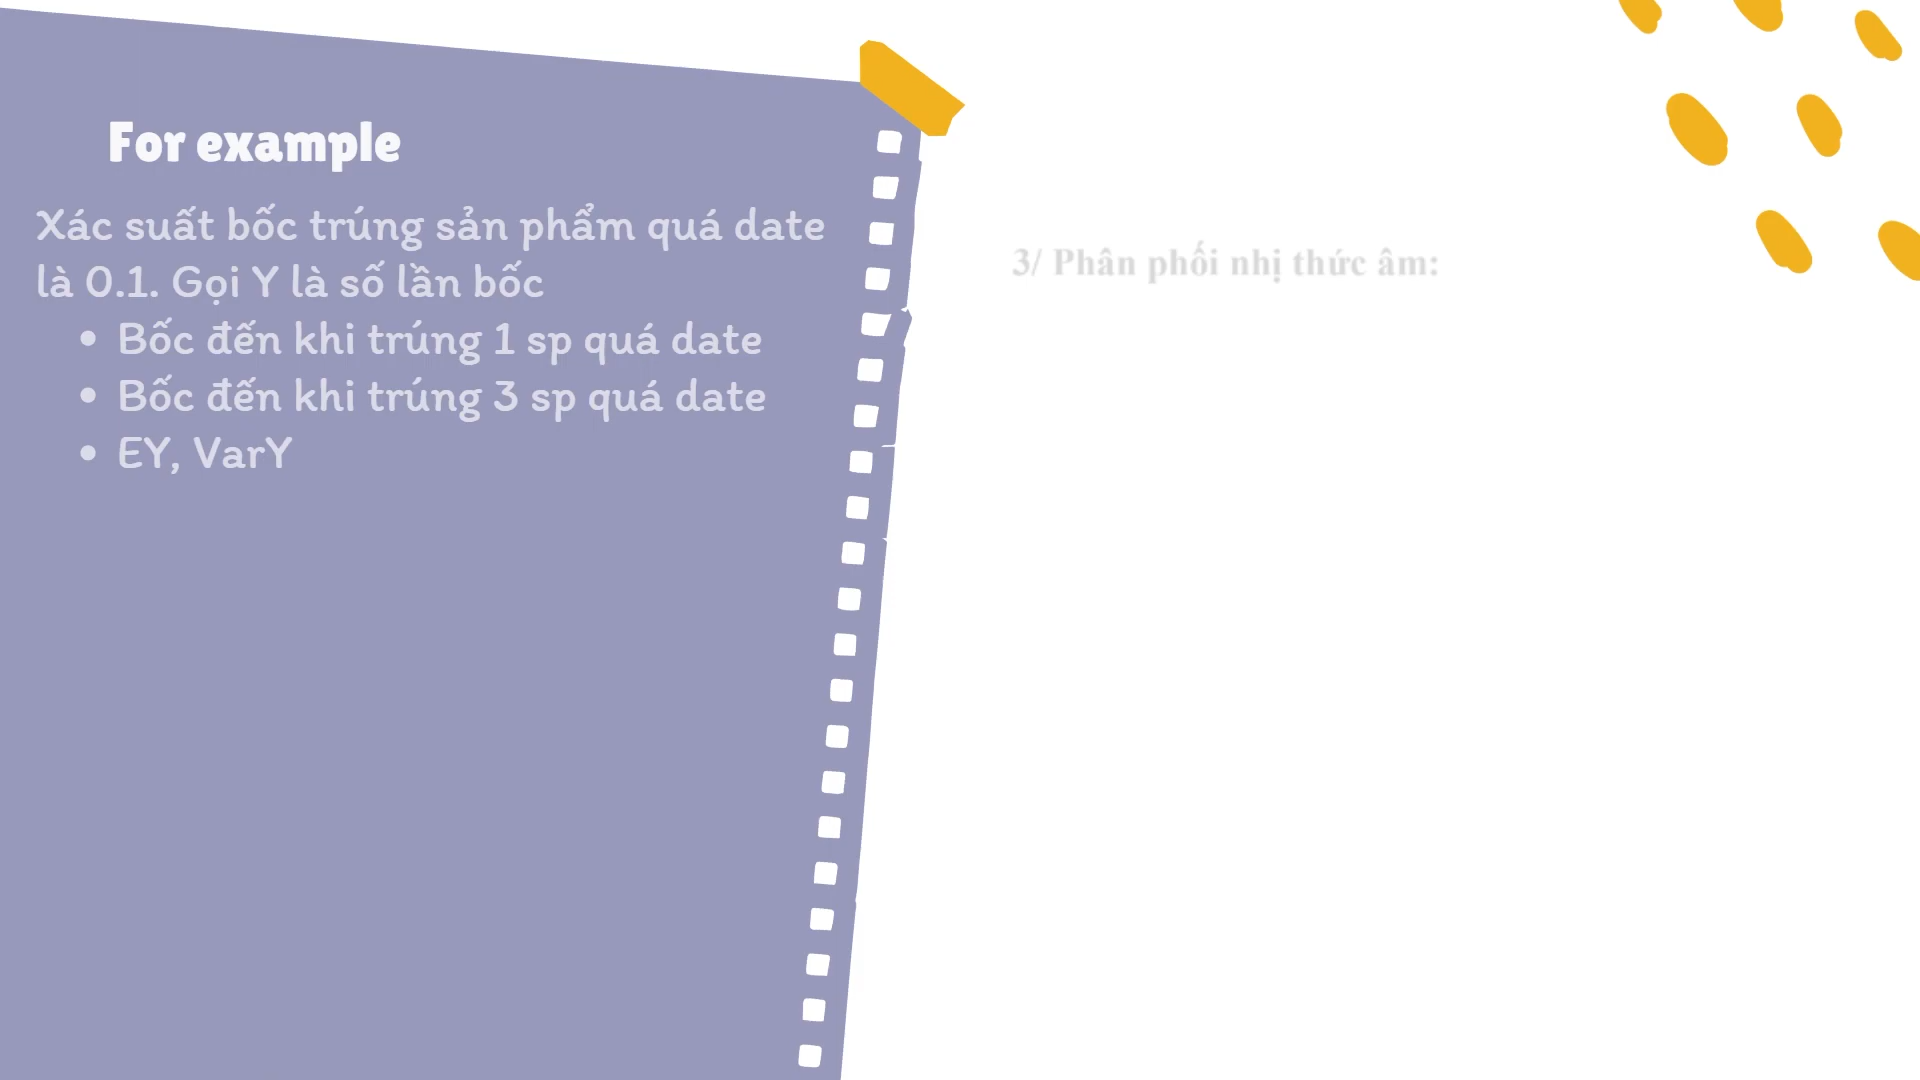 For example
Xác suất bốc trúng sản phẩm quá date
là 0.1. Gọi Y là số lần bốc
• Bốc đến khi trúng 1 sp quá date
• Bốc đến khi trúng 3 sp quá date
• EY, VarY
3/ Phân phối nhị thức âm: